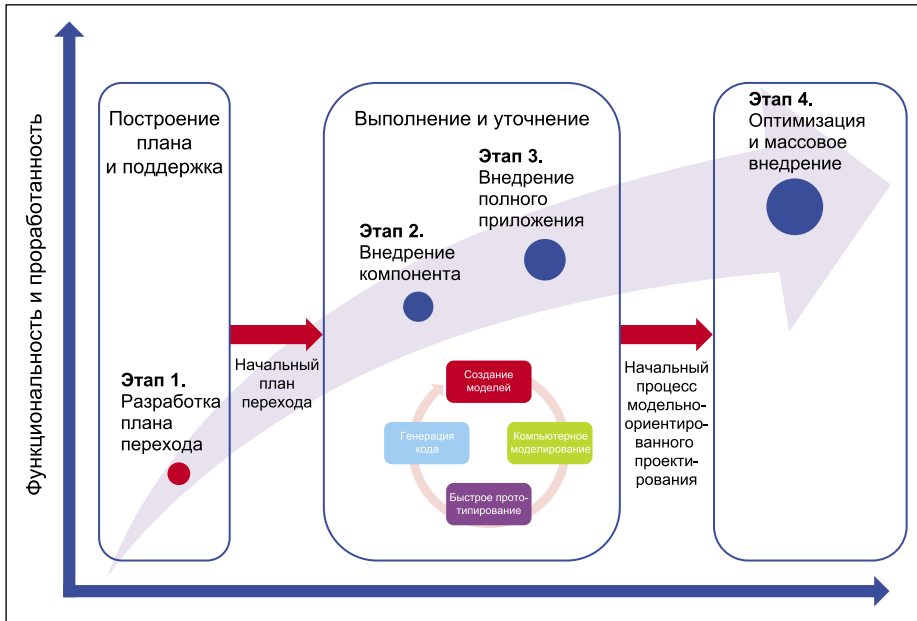 Функциональность и проработанность
Построение
плана
и поддержка
Этап 1.
Разработка
плана
перехода
Начальный
план
перехода
Выполнение и уточнение
Этап 2.
Внедрение
компонента
Этап 3.
Внедрение
полного
приложения
Создание
моделей
Генерация
кода
Компьютерное
моделирование
Быстрое прото-
типирование
Начальный
процесс
модельно-
ориентиро-
ванного
проекти-
рования
Этап 4.
Оптимизация
и массовое
внедрение